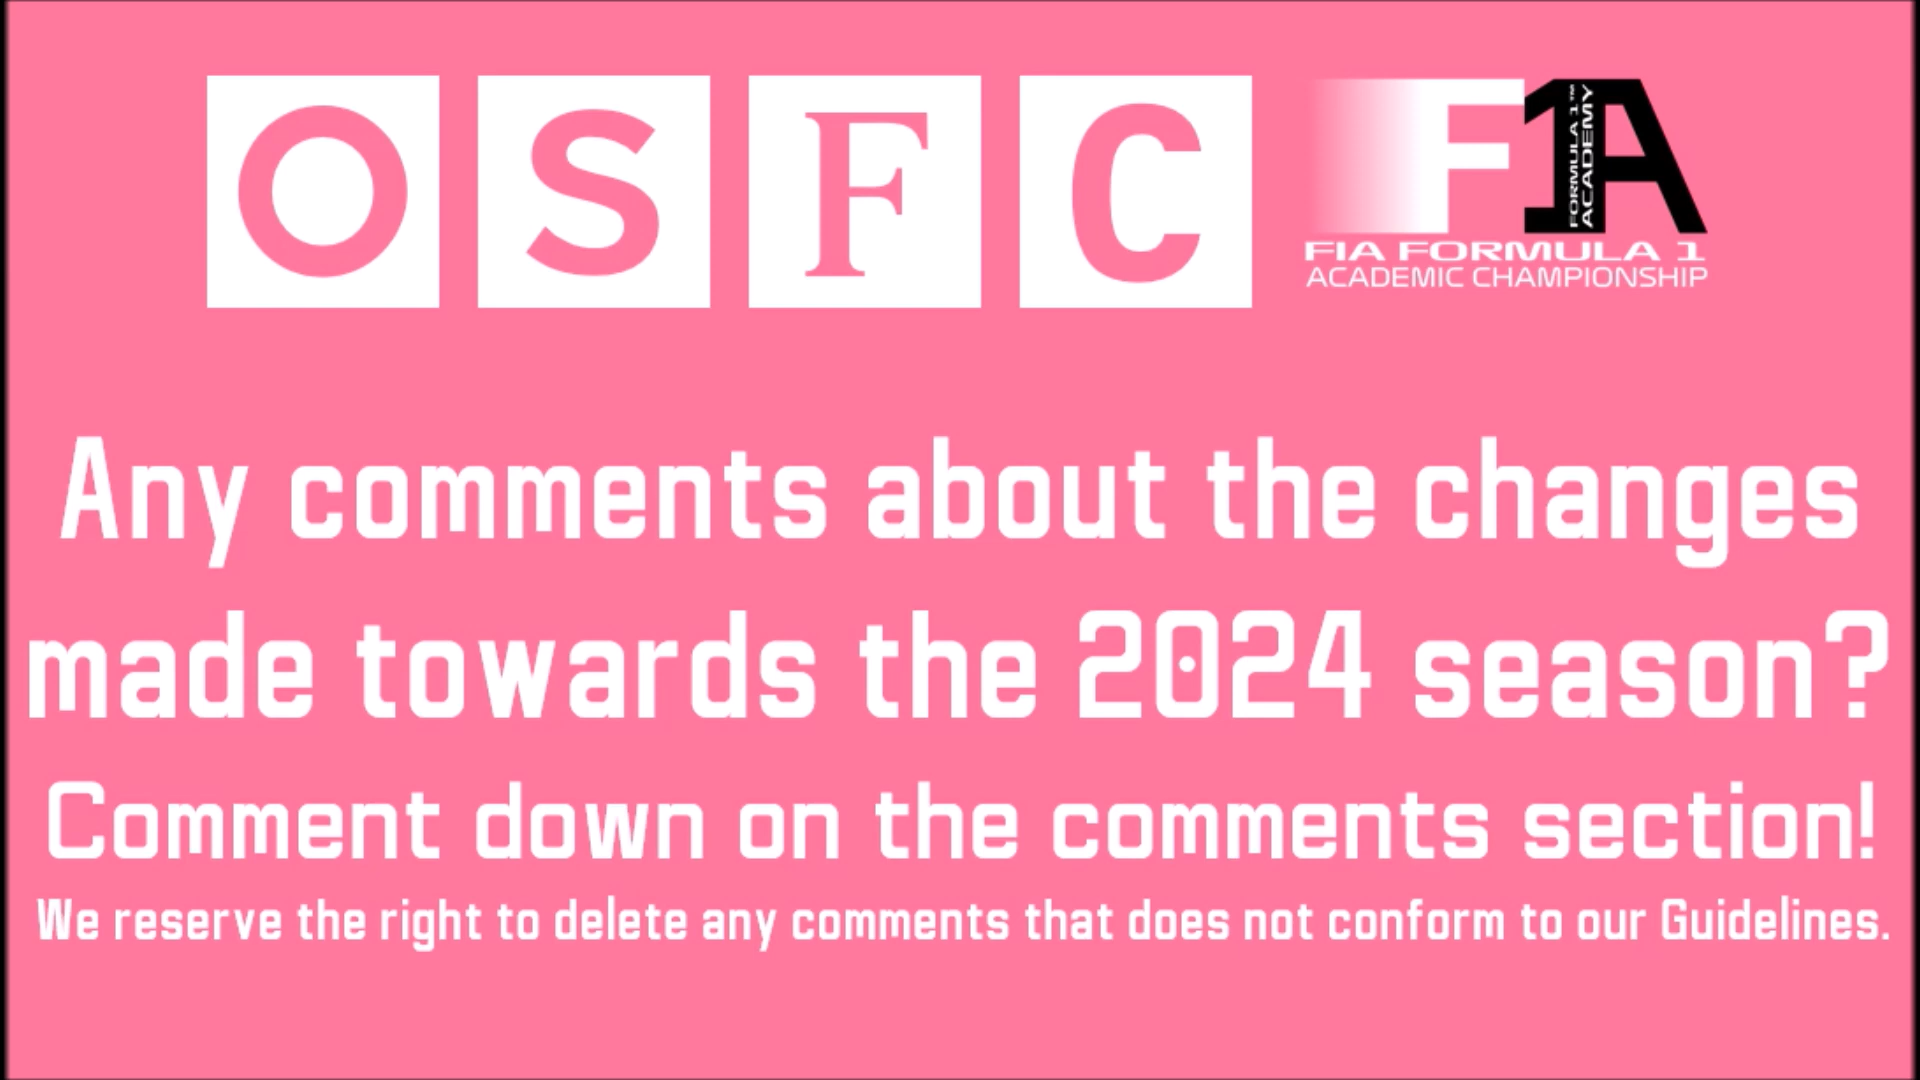 O S F C F1A
FORMULA 1™
ACADEMY
FIA FORMULA 1
ACADEMIC CHAMPIONSHIP
Any comments about the changes
made towards the 2024 season?
Comment down on the comments section!
We reserve the right to delete any comments that does not conform to our Guidelines.